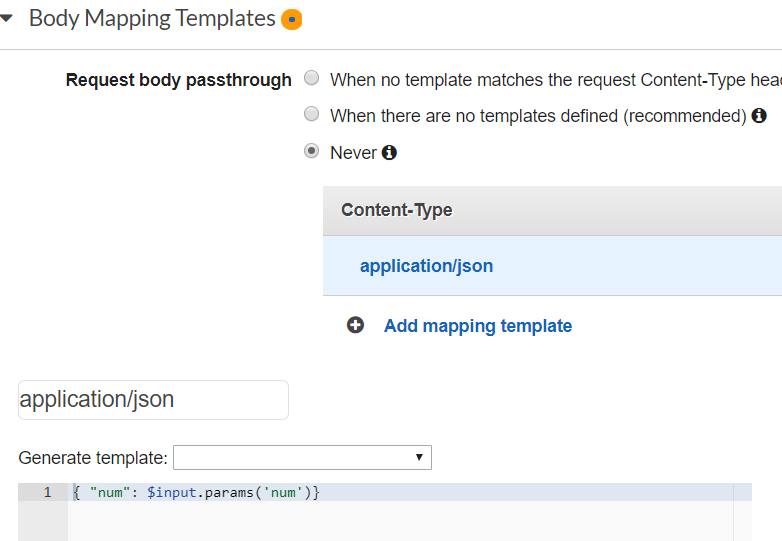 Body Mapping Templates
Request body passthrough
When no template matches the request Content-Type
When there are no templates defined (recommended)
Never
Content-Type
application/json
Add mapping template
application/json
Generate template:
1 { "num": $input.params('num')}